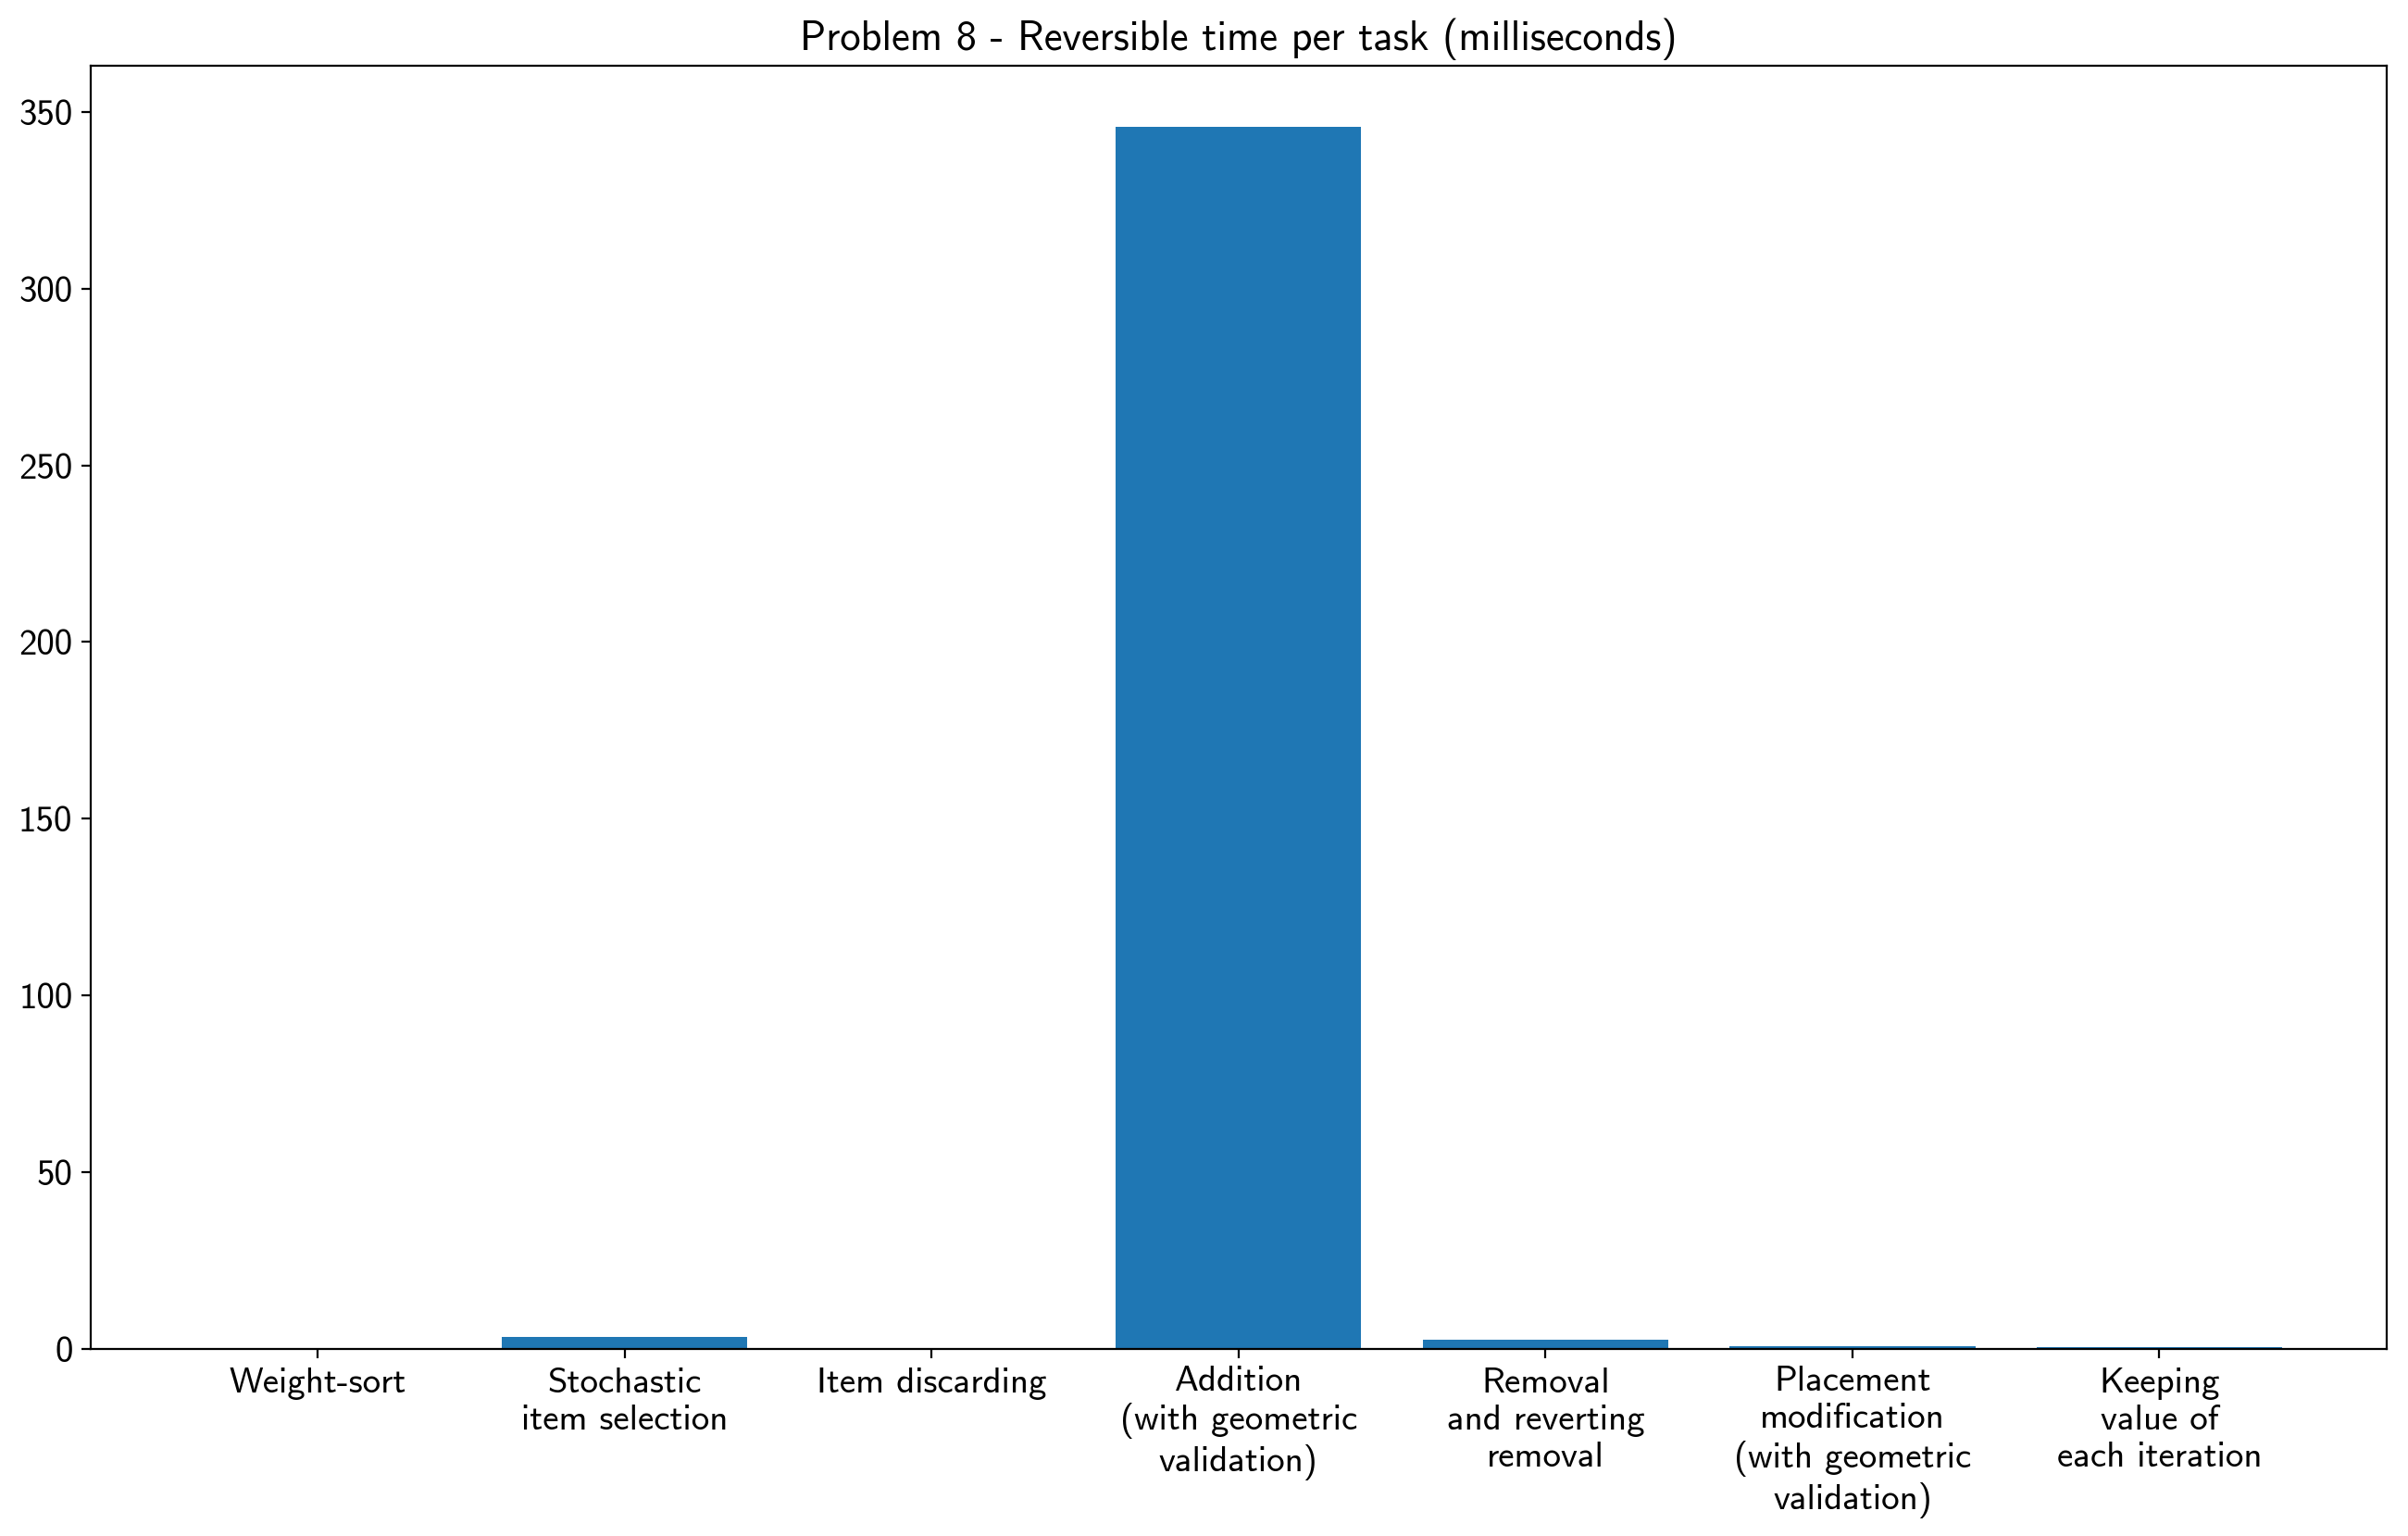 Problem 8 - Reversible time per task (milliseconds)
350
300
250
200
150
100
50
0
Weight-sort
Stochastic
item selection
Item discarding
Addition
(with geometric
validation)
Removal
and reverting
removal
Placement
modification
(with geometric
validation)
Keeping
value of
each iteration